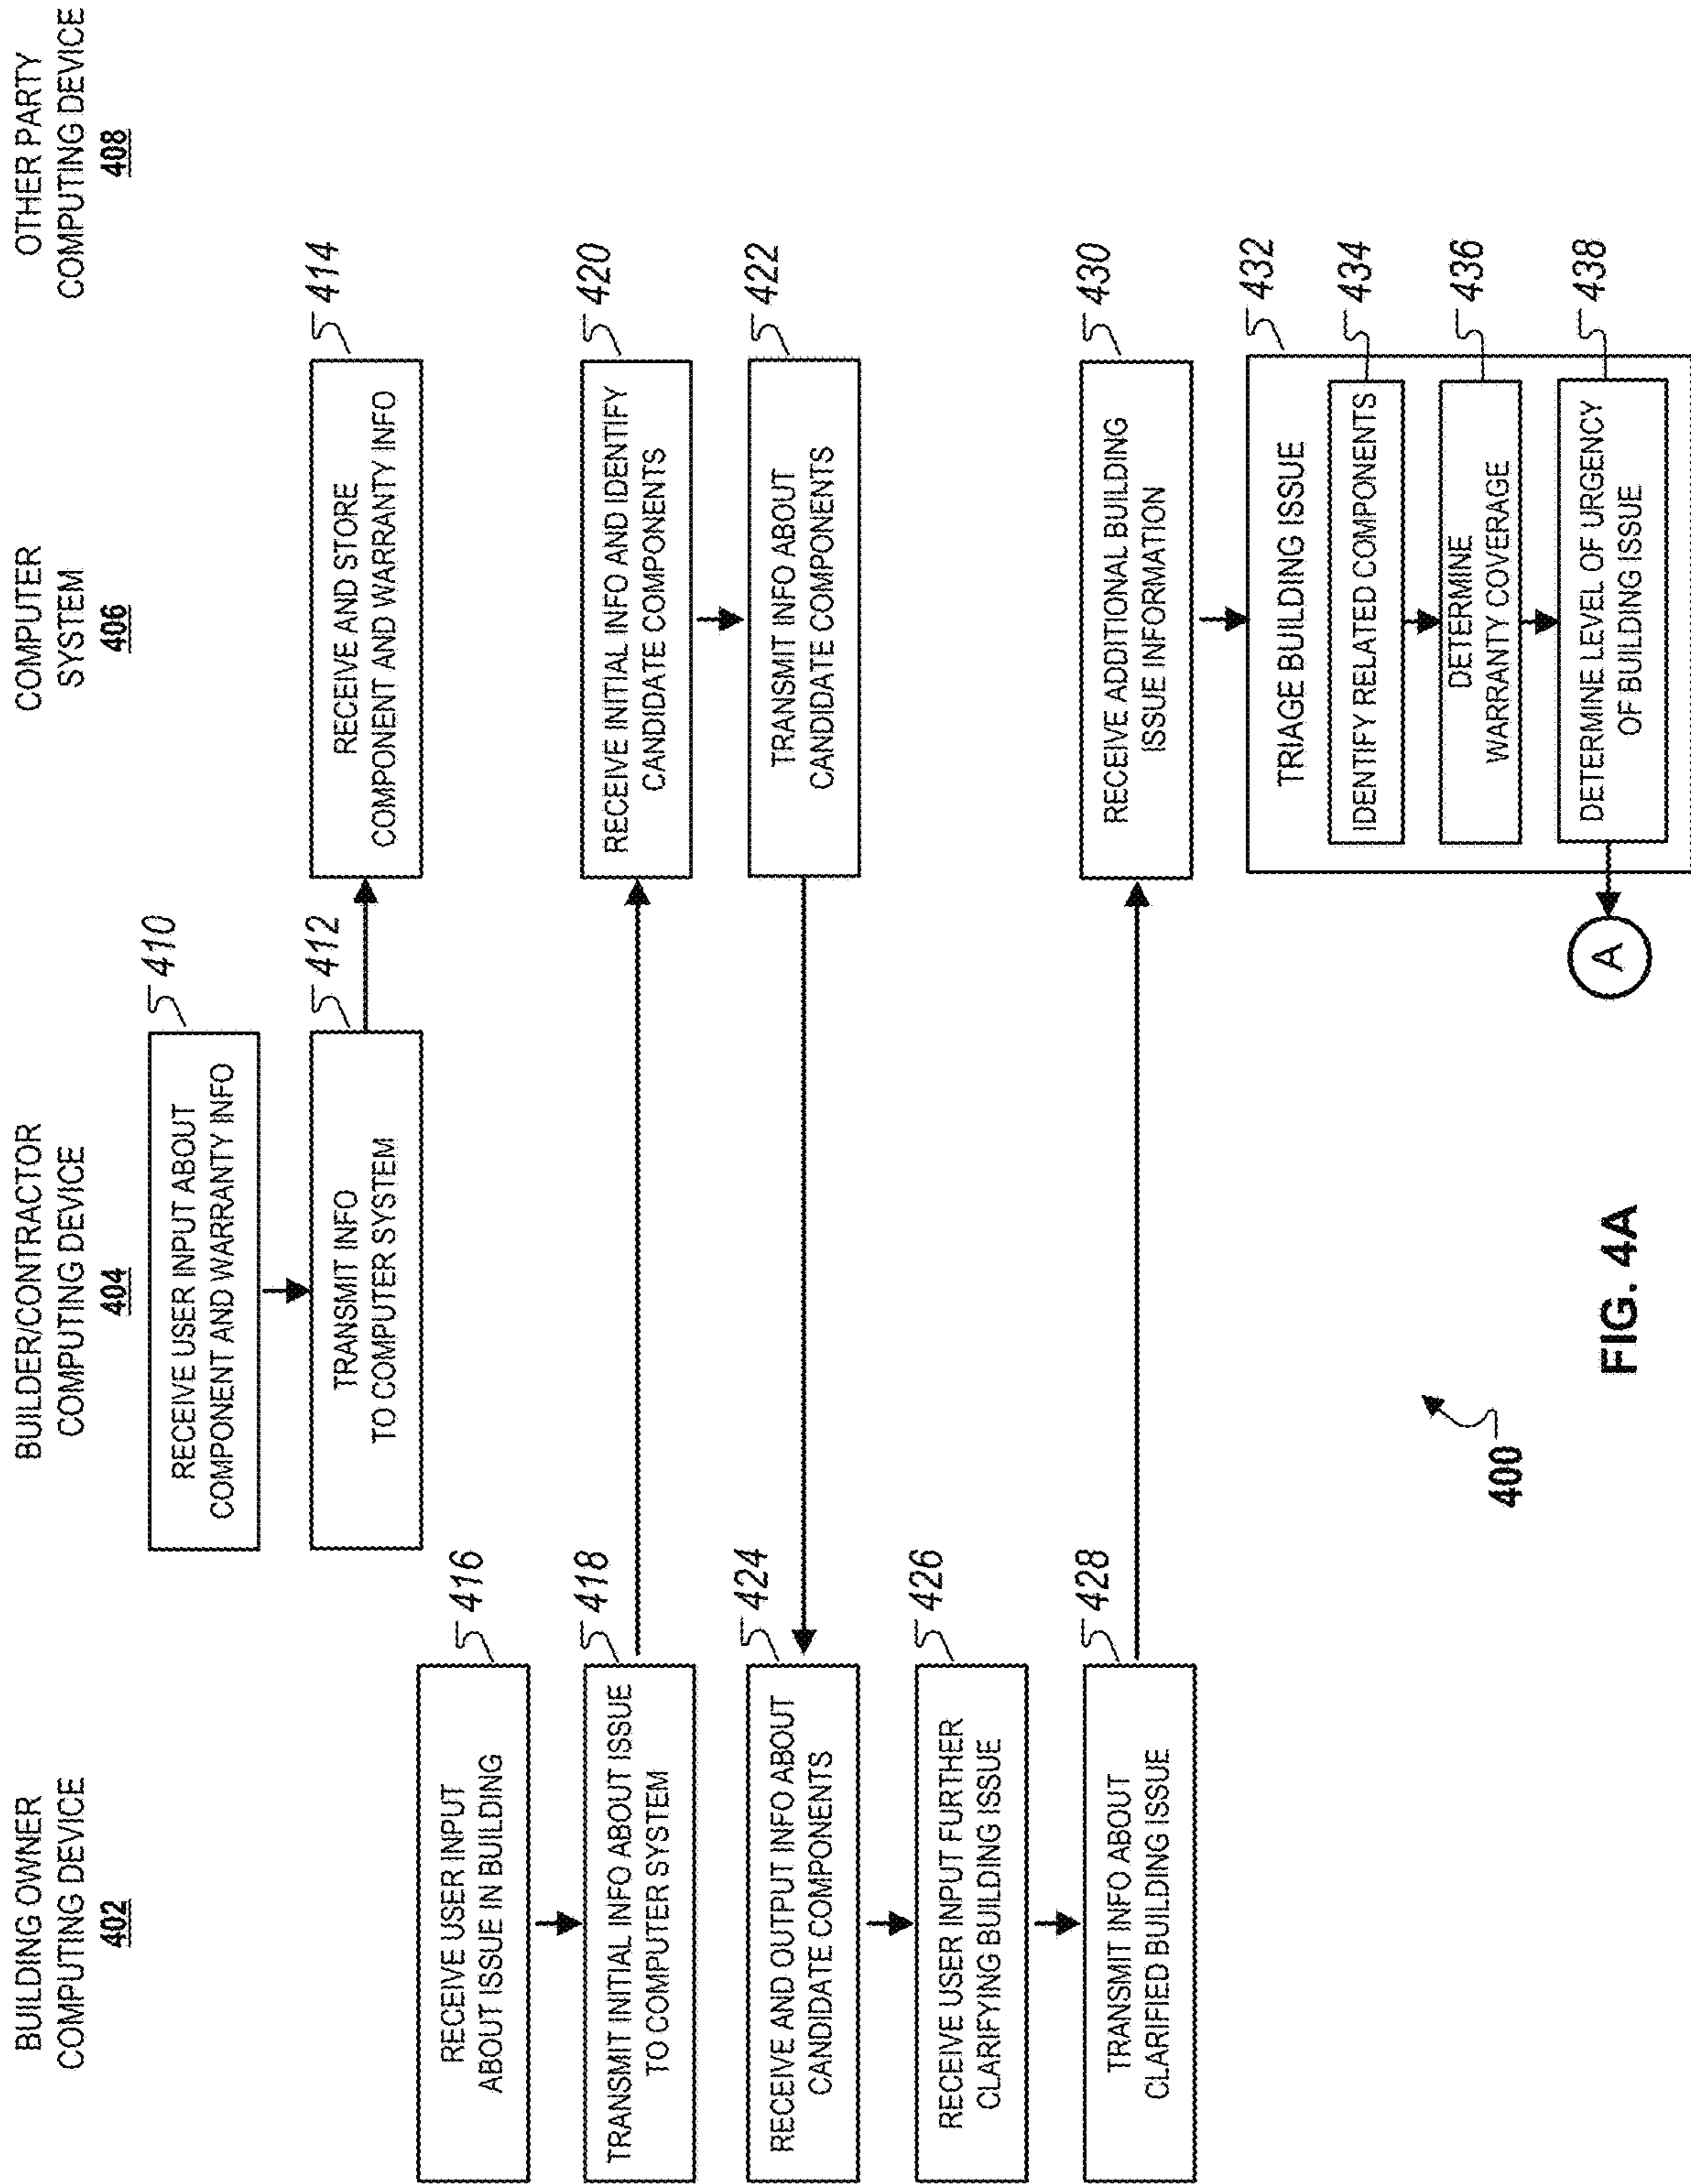 BUILDING OWNER
COMPUTING DEVICE
402
BUILDER/CONTRACTOR
COMPUTING DEVICE
404
COMPUTER
SYSTEM
406
OTHER PARTY
COMPUTING DEVICE
408
RECEIVE USER INPUT ABOUT
COMPONENT AND WARRANTY INFO
410
TRANSMIT INFO
TO COMPUTER SYSTEM
412
RECEIVE AND STORE
COMPONENT AND WARRANTY INFO
414
RECEIVE USER INPUT
ABOUT ISSUE IN BUILDING
416
TRANSMIT INITIAL INFO ABOUT ISSUE
TO COMPUTER SYSTEM
418
RECEIVE INITIAL INFO AND IDENTIFY
CANDIDATE COMPONENTS
420
TRANSMIT INFO ABOUT
CANDIDATE COMPONENTS
422
RECEIVE AND OUTPUT INFO ABOUT
CANDIDATE COMPONENTS
424
RECEIVE USER INPUT FURTHER
CLARIFYING BUILDING ISSUE
426
TRANSMIT INFO ABOUT
CLARIFIED BUILDING ISSUE
428
RECEIVE ADDITIONAL BUILDING
ISSUE INFORMATION
430
TRIAGE BUILDING ISSUE
432
IDENTIFY RELATED COMPONENTS
434
DETERMINE
WARRANTY COVERAGE
436
DETERMINE LEVEL OF URGENCY
OF BUILDING ISSUE
438
A
400
FIG. 4A